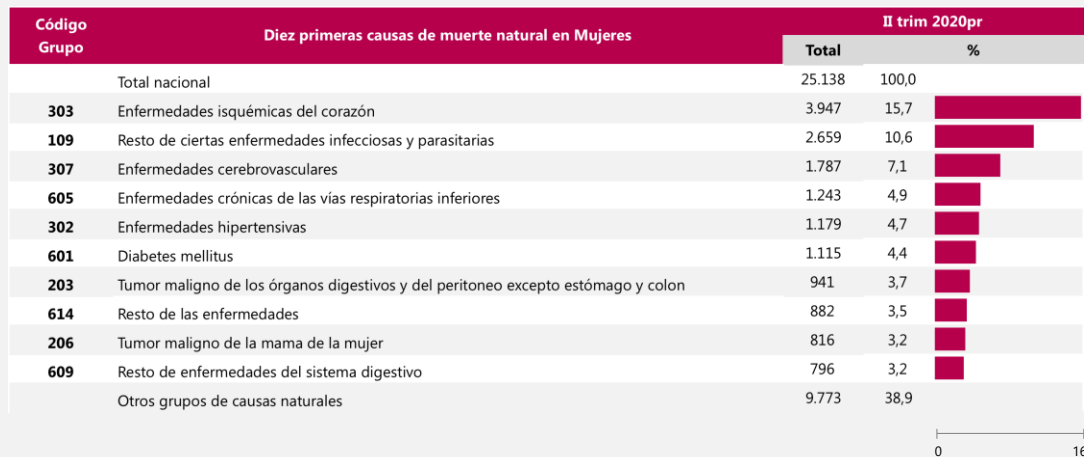 Código Grupo Diez primeras causas de muerte natural en Mujeres II trim 2020pr
Total %
Total nacional 25.138 100,0
303 Enfermedades isquémicas del corazón 3.947 15,7
109 Resto de ciertas enfermedades infecciosas y parasitarias 2.659 10,6
307 Enfermedades cerebrovasculares 1.787 7,1
605 Enfermedades crónicas de las vías respiratorias inferiores 1.243 4,9
302 Enfermedades hipertensivas 1.179 4,7
601 Diabetes mellitus 1.115 4,4
203 Tumor maligno de los órganos digestivos y del peritoneo excepto estómago y colon 941 3,7
614 Resto de las enfermedades 882 3,5
206 Tumor maligno de la mama de la mujer 816 3,2
609 Resto de enfermedades del sistema digestivo 796 3,2
Otros grupos de causas naturales 9.773 38,9
0 16